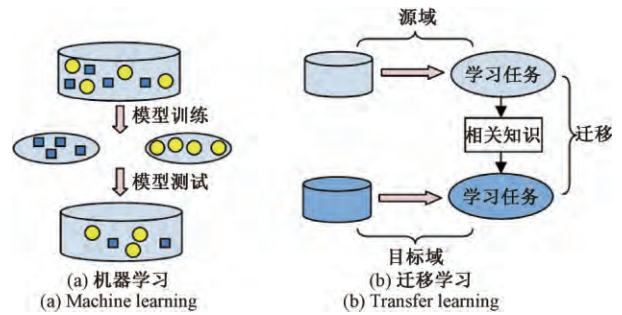 模型训练
模型测试
(a) 机器学习
(a) Machine learning
源域
学习任务
相关知识
迁移
学习任务
目标域
(b) 迁移学习
(b) Transfer learning